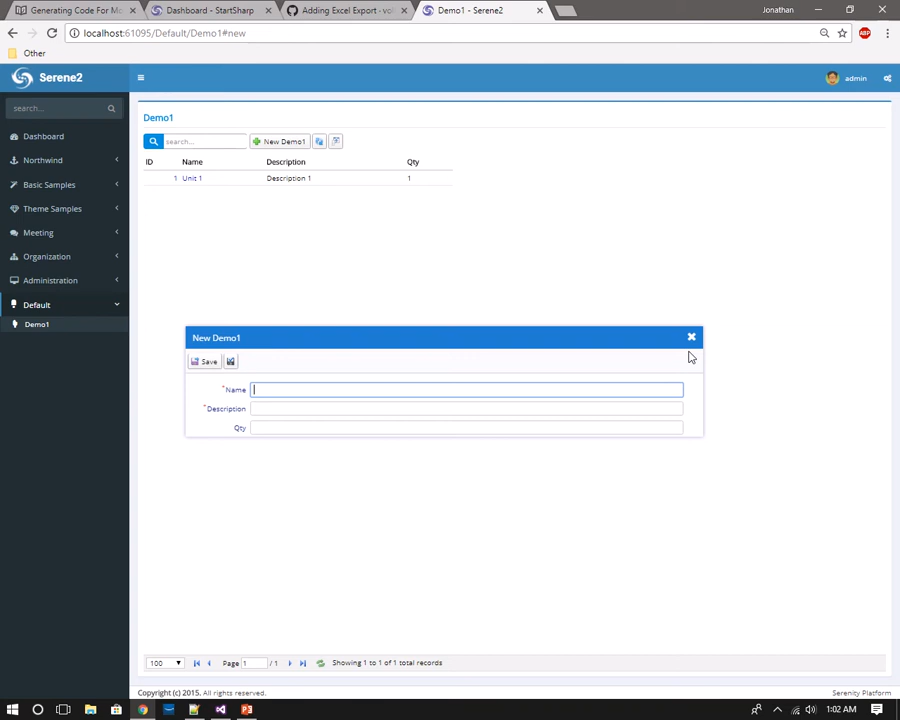 Generating Code For Mo
Dashboard - StartSharp
Adding Excel Export - vol
Demo1 - Serene2
Jonathan
localhost:61095/Default/Demo1#new
ABP
Other
Serene2
admin
search...
Dashboard
Northwind
Basic Samples
Theme Samples
Meeting
Organization
Administration
Default
Demo1
Demo1
search...
New Demo1
ID Name Description Qty
1 Unit 1 Description 1 1
New Demo1
Save
*Name
*Description
Qty
100 Page 1 / 1 Showing 1 to 1 of 1 total records
Copyright (c) 2015. All rights reserved.
Serenity Platform
1:02 AM